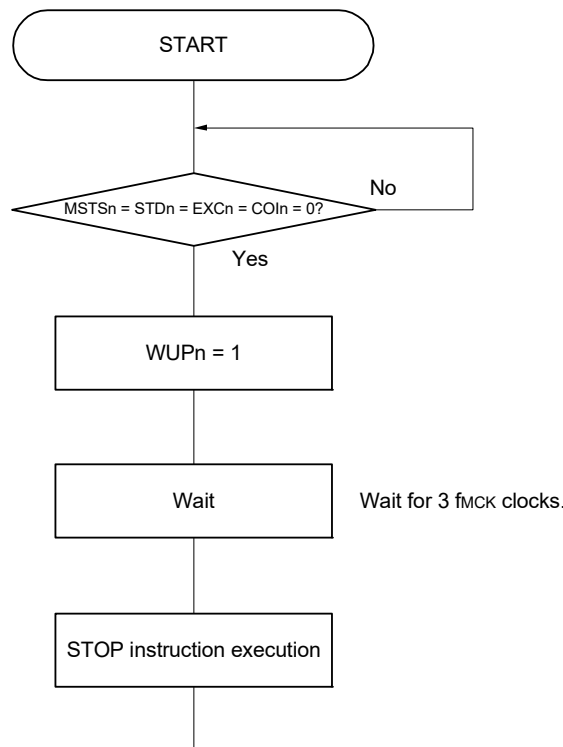 START
No
MSTSn = STDn = EXCn = COIn = 0?
Yes
WUPn = 1
Wait
Wait for 3 fMCK clocks.
STOP instruction execution